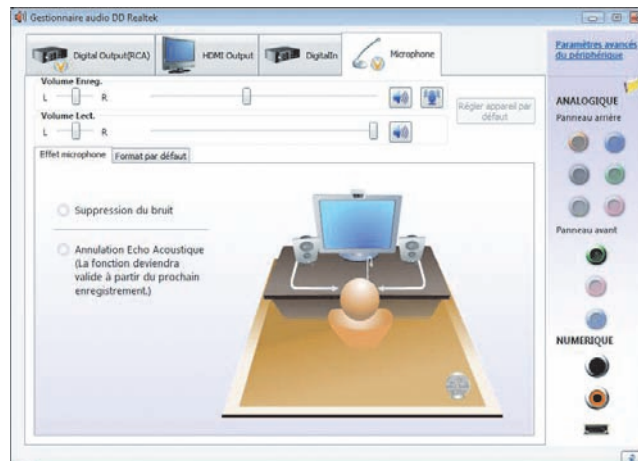 Gestionnaire audio DD Realtek
Digital Output(RCA)
HDMI Output
DigitalIn
Microphone
Paramètres avancés
du périphérique
Volume Enreg.
L
R
Régler appareil par
défaut
Volume Lect.
L
R
Effet microphone
Format par défaut
Suppression du bruit
Annulation Echo Acoustique
(La fonction deviendra
valide à partir du prochain
enregistrement.)
ANALOGIQUE
Panneau arrière
Panneau avant
NUMERIQUE